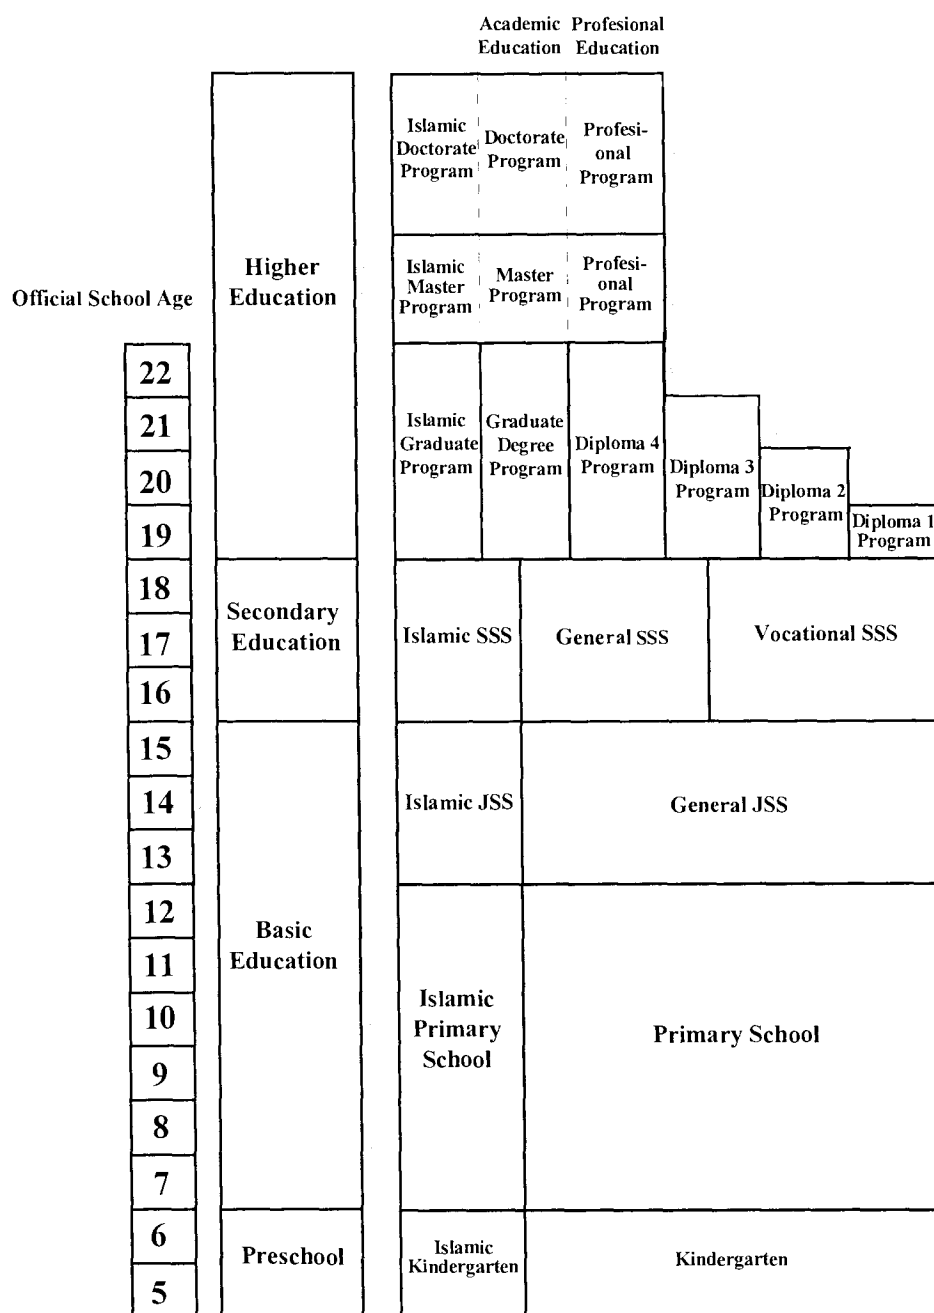 Academic Education
Profesional Education
Islamic
Doctorate
Program
Doctorate
Program
Profesi-
onal
Program
Higher
Education
Islamic
Master
Program
Master
Program
Profesi-
onal
Program
Official School Age
22
21
20
19
18
17
16
15
14
13
12
11
10
9
8
7
6
5
Islamic
Graduate
Program
Graduate
Degree
Program
Diploma 4
Program
Diploma 3
Program
Diploma 2
Program
Diploma 1
Program
Secondary
Education
Islamic SSS
General SSS
Vocational SSS
Basic
Education
Islamic JSS
General JSS
Islamic
Primary
School
Primary School
Preschool
Islamic
Kindergarten
Kindergarten